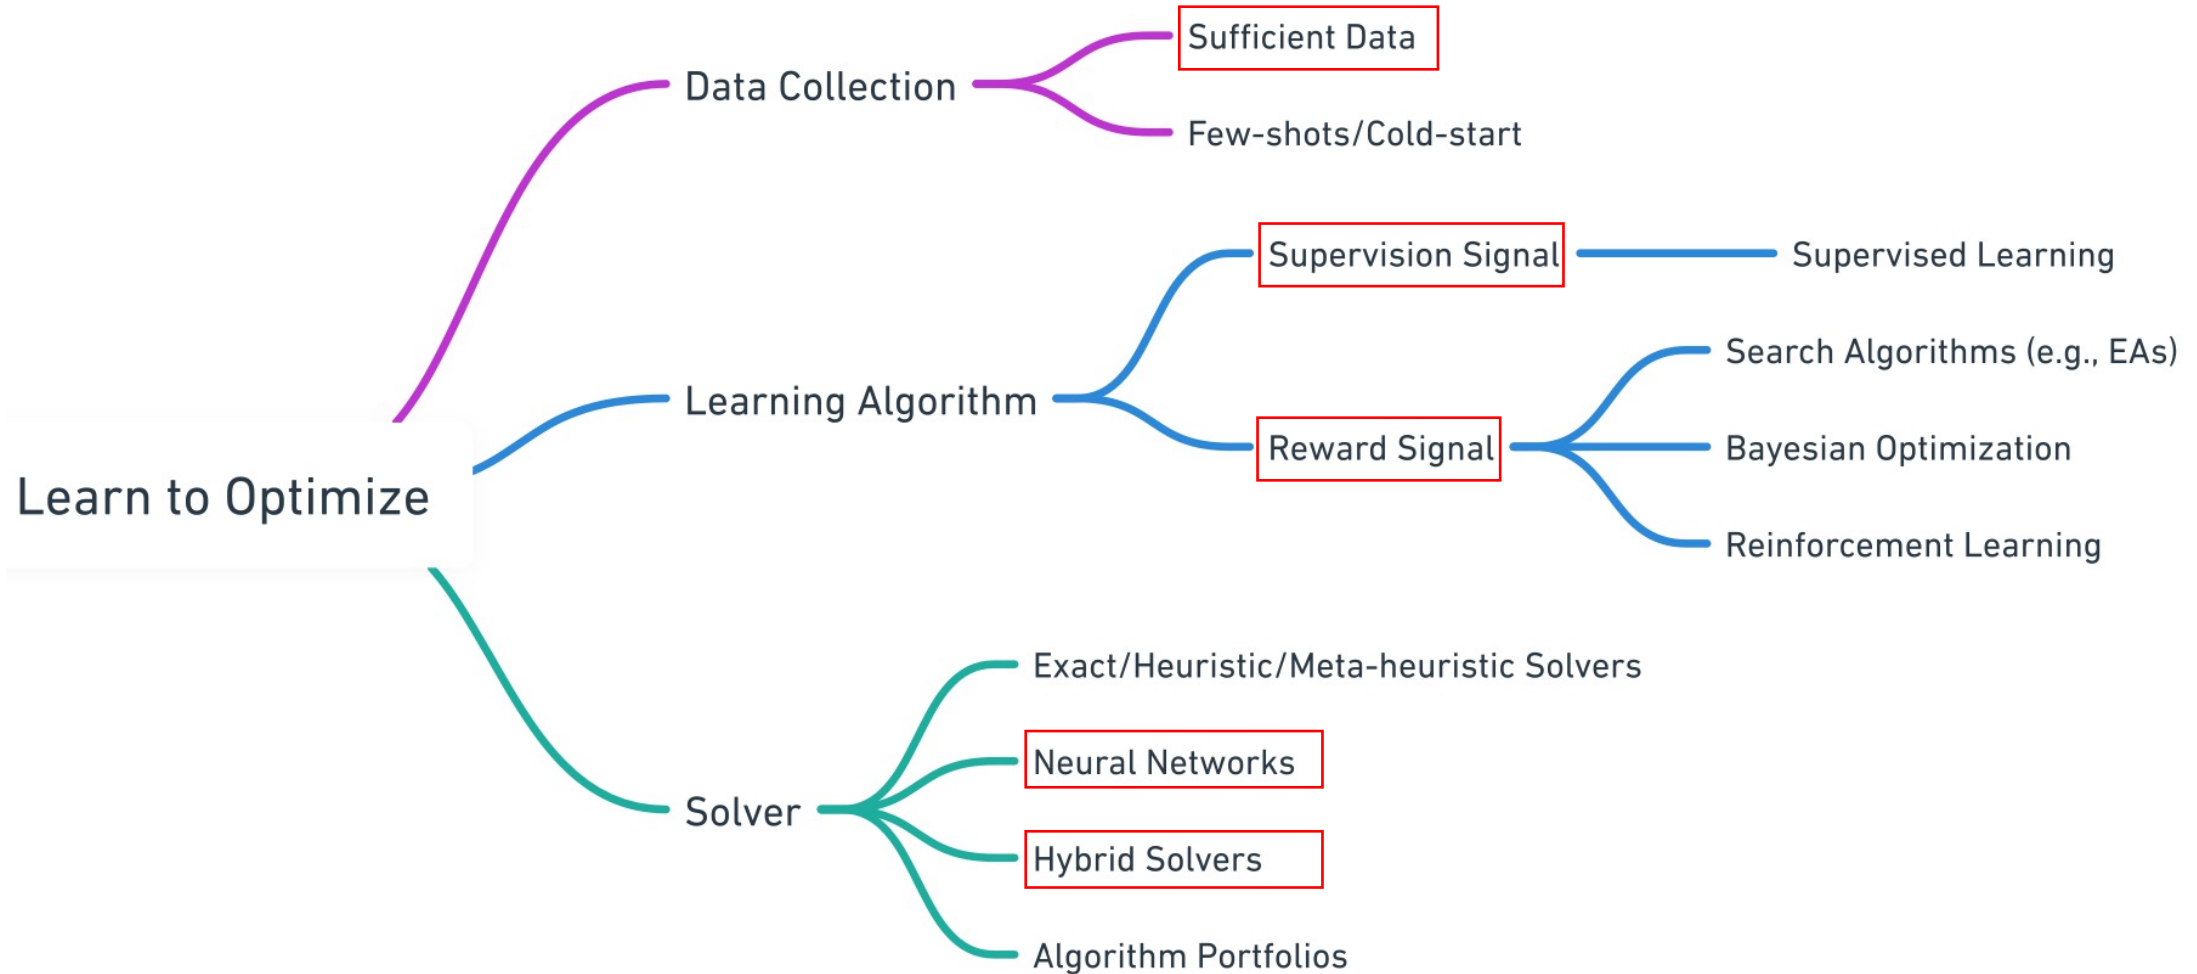 Learn to Optimize
Data Collection
Sufficient Data
Few-shots/Cold-start
Learning Algorithm
Supervision Signal
Supervised Learning
Reward Signal
Search Algorithms (e.g., EAs)
Bayesian Optimization
Reinforcement Learning
Solver
Exact/Heuristic/Meta-heuristic Solvers
Neural Networks
Hybrid Solvers
Algorithm Portfolios